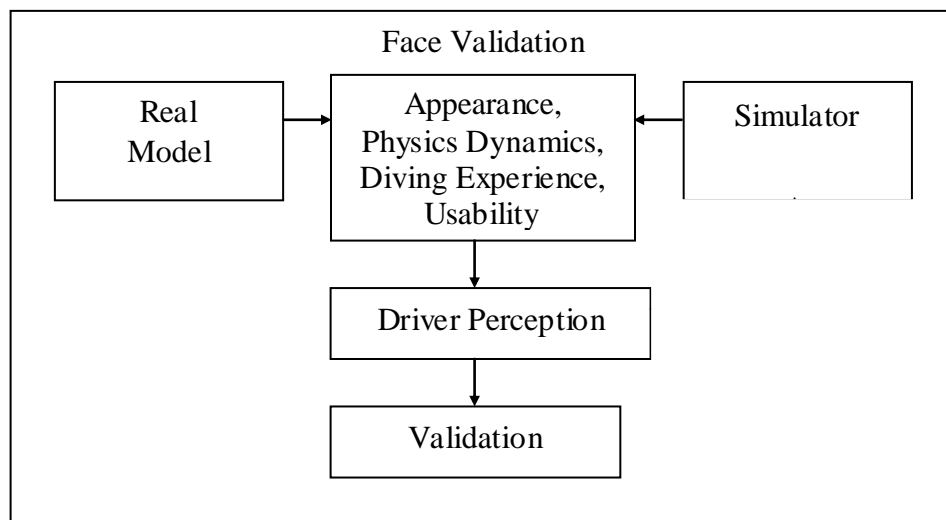 Face Validation
Real
Model
Appearance,
Physics Dynamics,
Diving Experience,
Usability
Simulator
Driver Perception
Validation